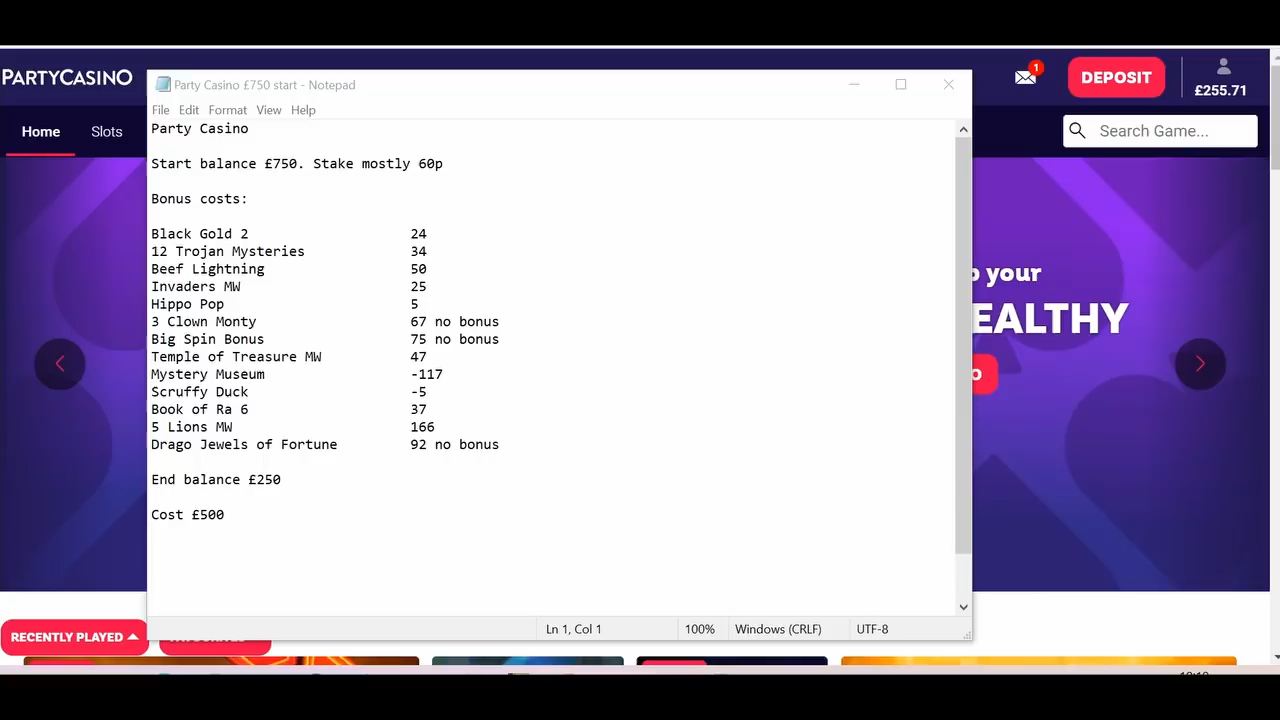 PARTYCASINO
Party Casino £750 start - Notepad
1
DEPOSIT
£255.71
File Edit Format View Help
Home Slots
Search Game...
Party Casino
Start balance £750. Stake mostly 60p
Bonus costs:
Black Gold 2 24
12 Trojan Mysteries 34
Beef Lightning 50
Invaders MW 25
Hippo Pop 5
3 Clown Monty 67 no bonus
Big Spin Bonus 75 no bonus
Temple of Treasure MW 47
Mystery Museum -117
Scruffy Duck -5
Book of Ra 6 37
5 Lions MW 166
Drago Jewels of Fortune 92 no bonus
End balance £250
Cost £500
your
EALTHY
Ln 1, Col 1 100% Windows (CRLF) UTF-8
RECENTLY PLAYED